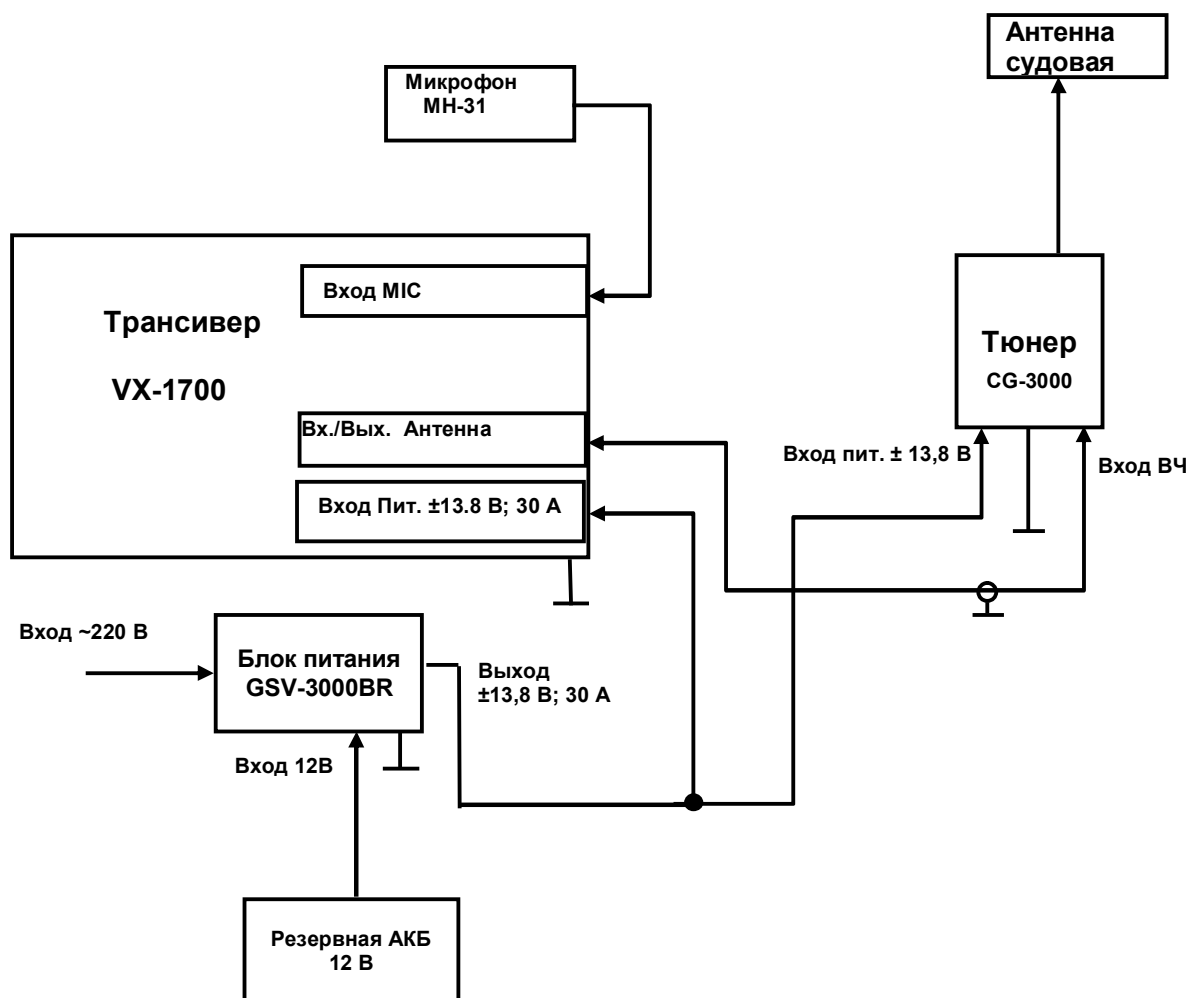 Антенна
судовая
Микрофон
МН-31
Вход MIC
Трансивер
VX-1700
Тюнер
CG-3000
Вх./Вых. Антенна
Вход пит. ± 13,8 В
Вход ВЧ
Вход Пит. ±13.8 В; 30 А
Вход ~220 В
Блок питания
GSV-3000BR
Выход
±13,8 В; 30 А
Вход 12В
Резервная АКБ
12 В